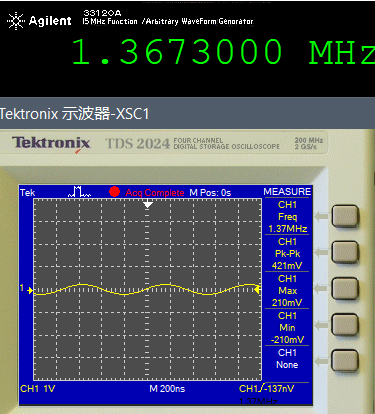 Agilent
33120A
15 MHz Function /Arbitrary Waveform Generator
1.3673000 MHz
Tektronix 示波器-XSC1
Tektronix TDS 2024 FOUR CHANNEL DIGITAL STORAGE OSCILLOSCOPE 200 MHz 2 GS/s
Tek Acq Complete M Pos: 0s MEASURE
CH1
Freq
1.37MHz
CH1
Pk-Pk
421mV
CH1
Max
210mV
1
CH1
Min
-210mV
CH1
None
CH1 1V M 200ns CH1/-137mV